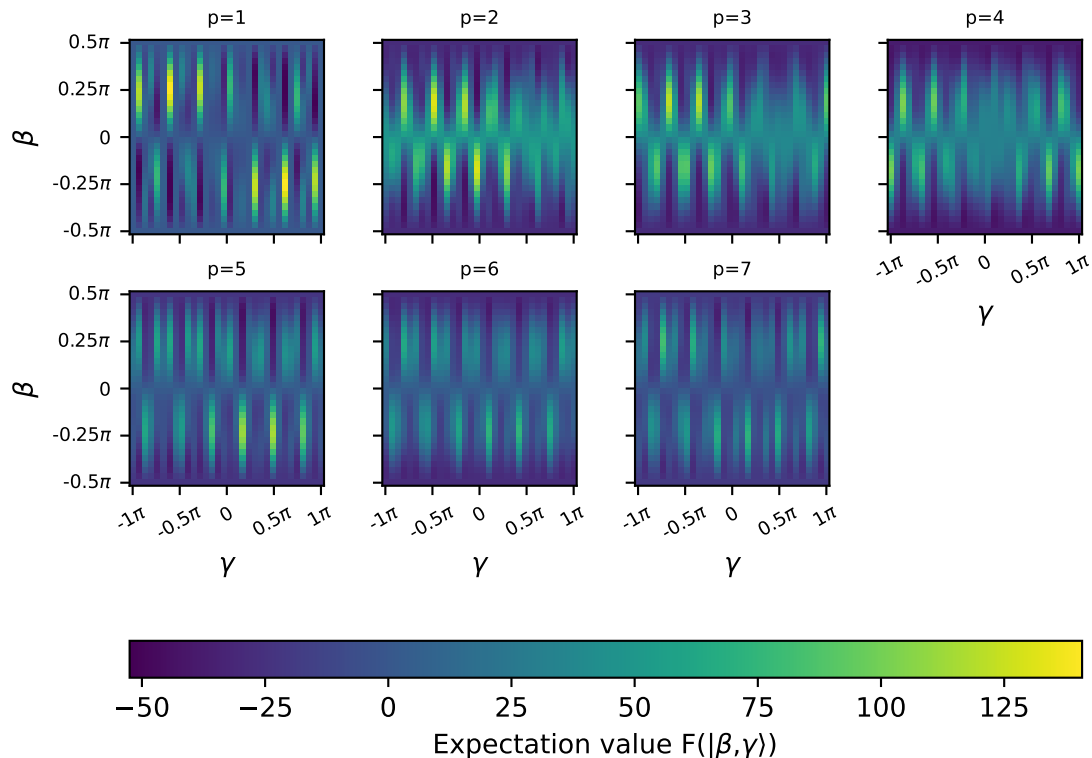 p=1 p=2 p=3 p=4
0.5π
0.25π
0
-0.25π
-0.5π
β
-1π -0.5π 0 0.5π 1π
γ
p=5 p=6 p=7
0.5π
0.25π
0
-0.25π
-0.5π
β
-1π -0.5π 0 0.5π 1π -1π -0.5π 0 0.5π 1π -1π -0.5π 0 0.5π 1π
γ γ γ
−50 −25 0 25 50 75 100 125
Expectation value F(|β,γ⟩)